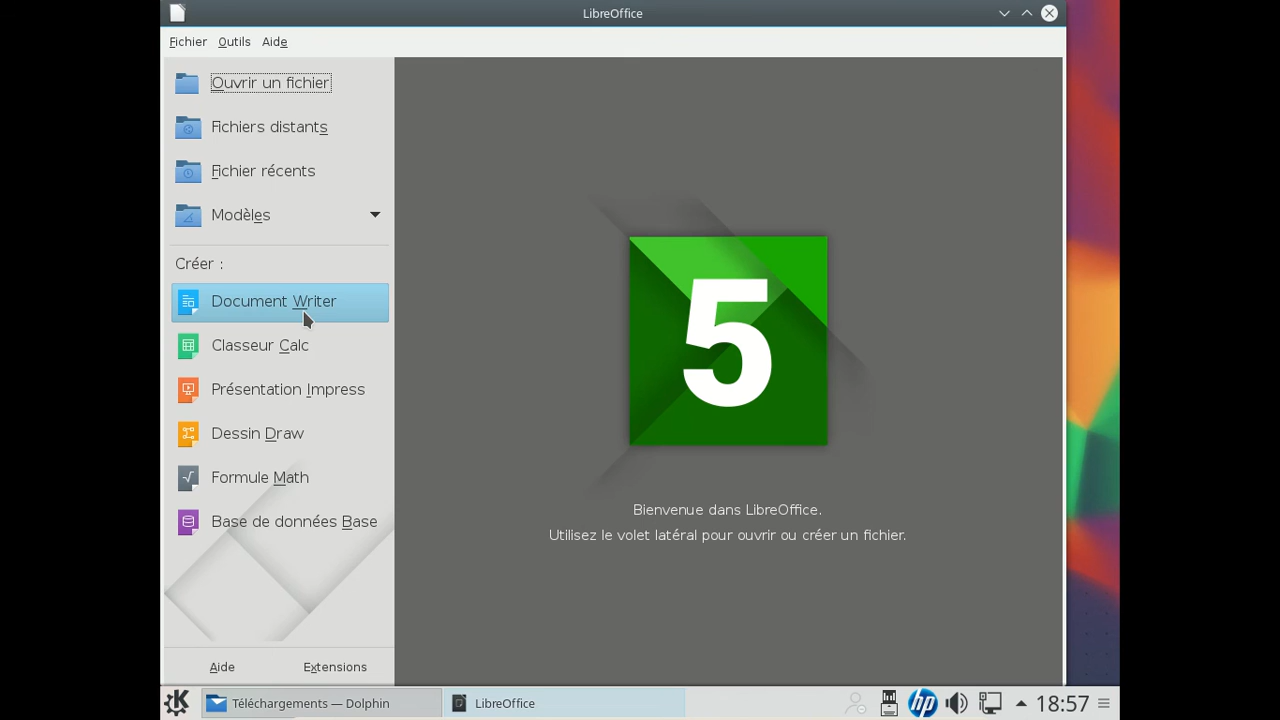 LibreOffice
Fichier Outils Aide
Ouvrir un fichier
Fichiers distants
Fichier récents
Modèles
Créer :
Document Writer
Classeur Calc
Présentation Impress
Dessin Draw
Formule Math
Base de données Base
Aide Extensions
5
Bienvenue dans LibreOffice.
Utilisez le volet latéral pour ouvrir ou créer un fichier.
Téléchargements — Dolphin LibreOffice hp 18:57